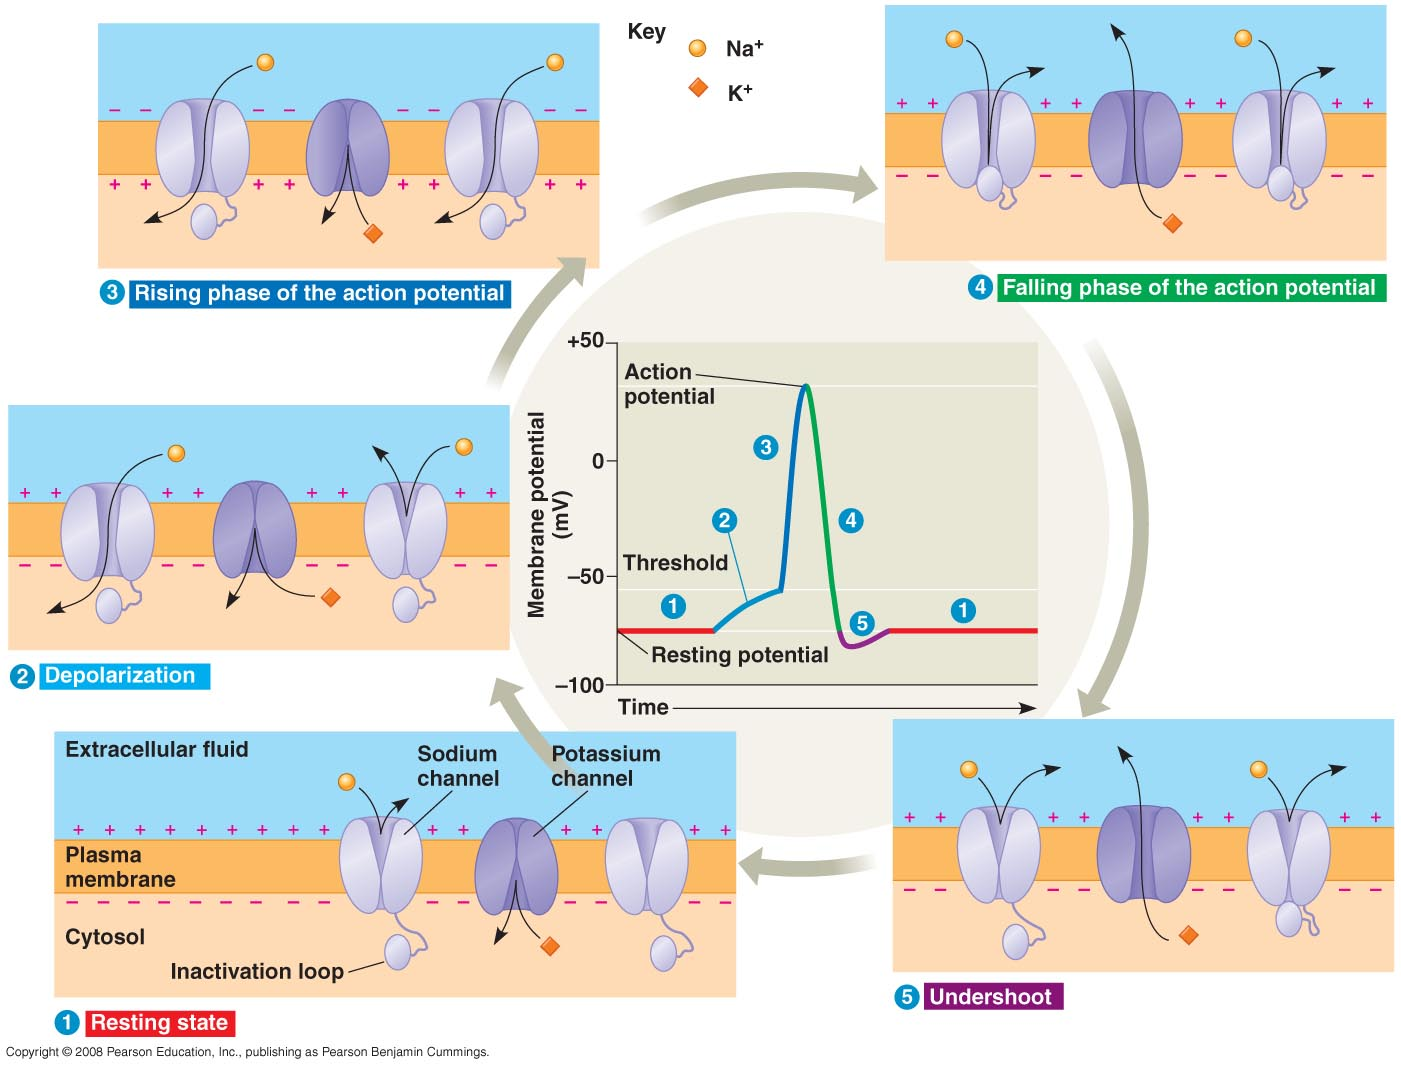 Key
Na+
K+
3 Rising phase of the action potential
4 Falling phase of the action potential
+50
Action
potential
Membrane potential
(mV)
3
0
2
4
Threshold
–50
1
5
1
Resting potential
–100
Time
2 Depolarization
Extracellular fluid
Sodium
channel
Potassium
channel
Plasma
membrane
Cytosol
Inactivation loop
1 Resting state
5 Undershoot
Copyright © 2008 Pearson Education, Inc., publishing as Pearson Benjamin Cummings.